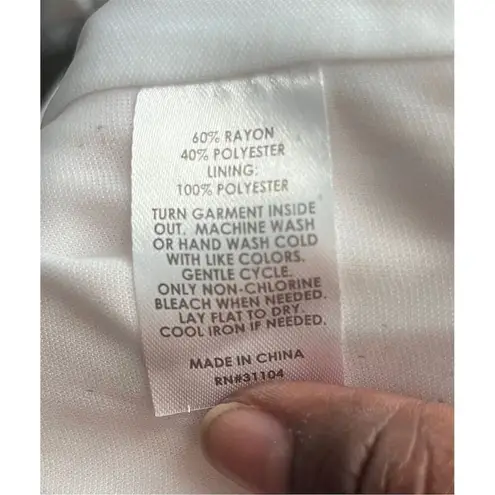 60% RAYON
40% POLYESTER
LINING:
100% POLYESTER
TURN GARMENT INSIDE
OUT. MACHINE WASH
OR HAND WASH COLD
WITH LIKE COLORS.
GENTLE CYCLE.
ONLY NON-CHLORINE
BLEACH WHEN NEEDED.
LAY FLAT TO DRY.
COOL IRON IF NEEDED.
MADE IN CHINA
RN#31104